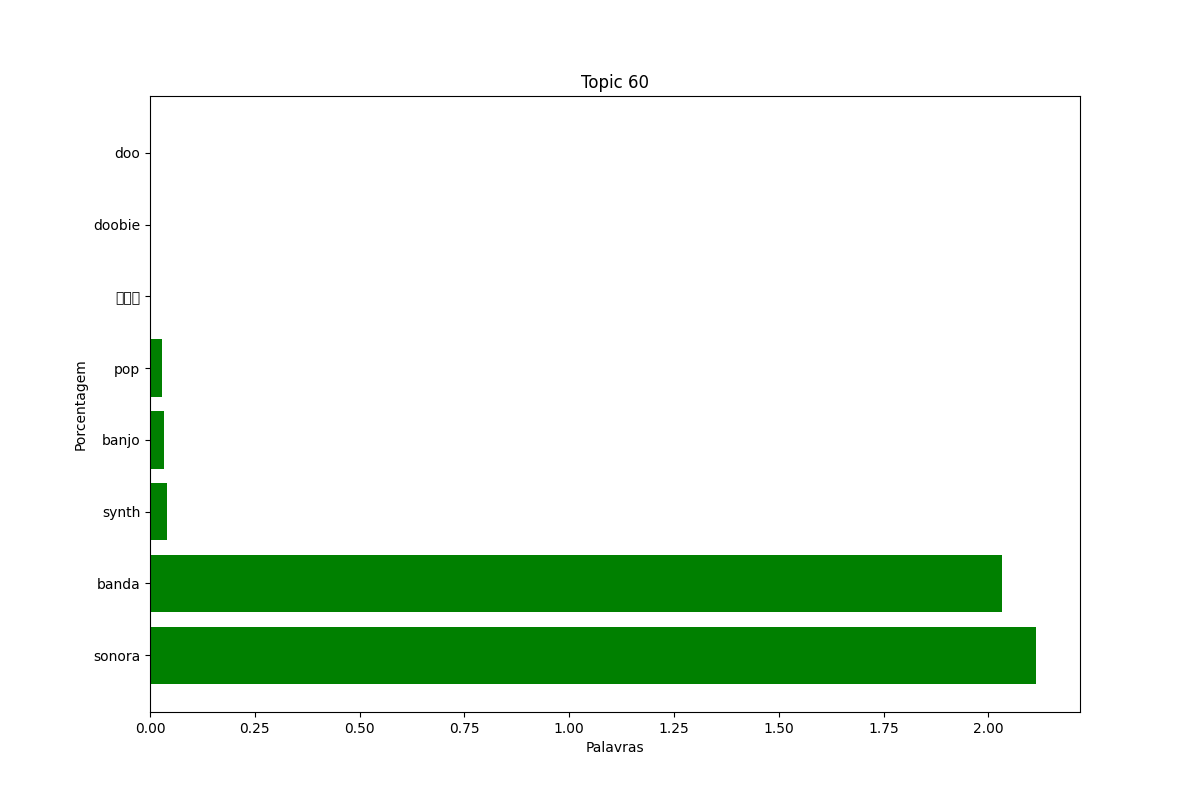 Topic 60
doo
doobie
pop
banjo
synth
banda
sonora
Porcentagem
0.00 0.25 0.50 0.75 1.00 1.25 1.50 1.75 2.00
Palavras